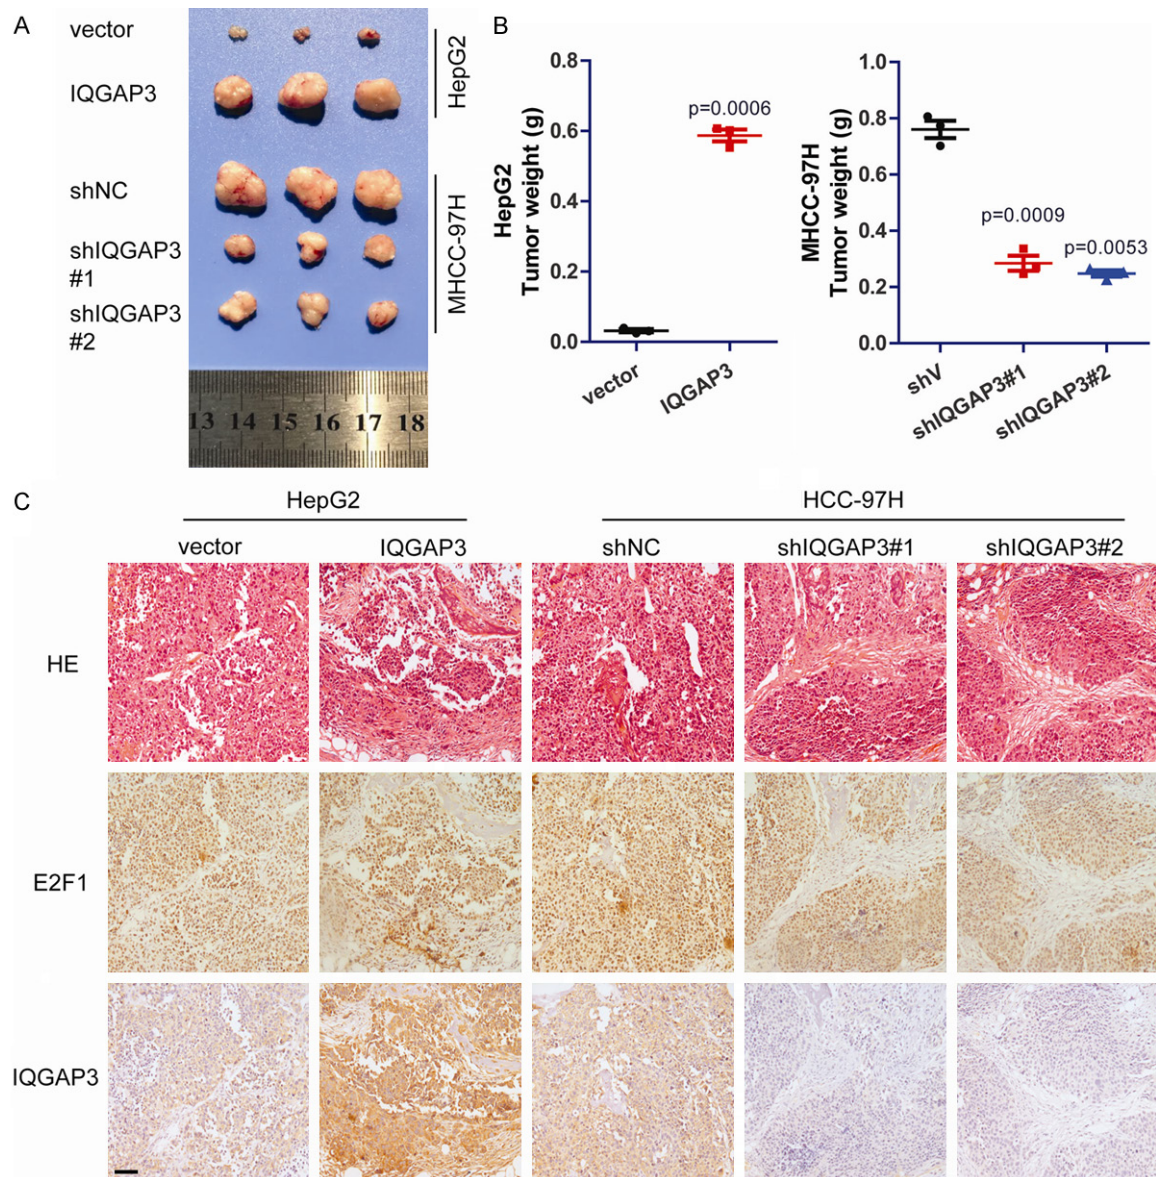 A
vector
IQGAP3
HepG2
shNC
shIQGAP3
#1
shIQGAP3
#2
MHCC-97H
13 14 15 16 17 18
B
HepG2
Tumor weight (g)
0.8
0.6
0.4
0.2
0.0
p=0.0006
vector
IQGAP3
MHCC-97H
Tumor weight (g)
1.0
0.8
0.6
0.4
0.2
0.0
p=0.0009
p=0.0053
shV
shIQGAP3#1
shIQGAP3#2
C
HepG2
HCC-97H
vector
IQGAP3
shNC
shIQGAP3#1
shIQGAP3#2
HE
E2F1
IQGAP3